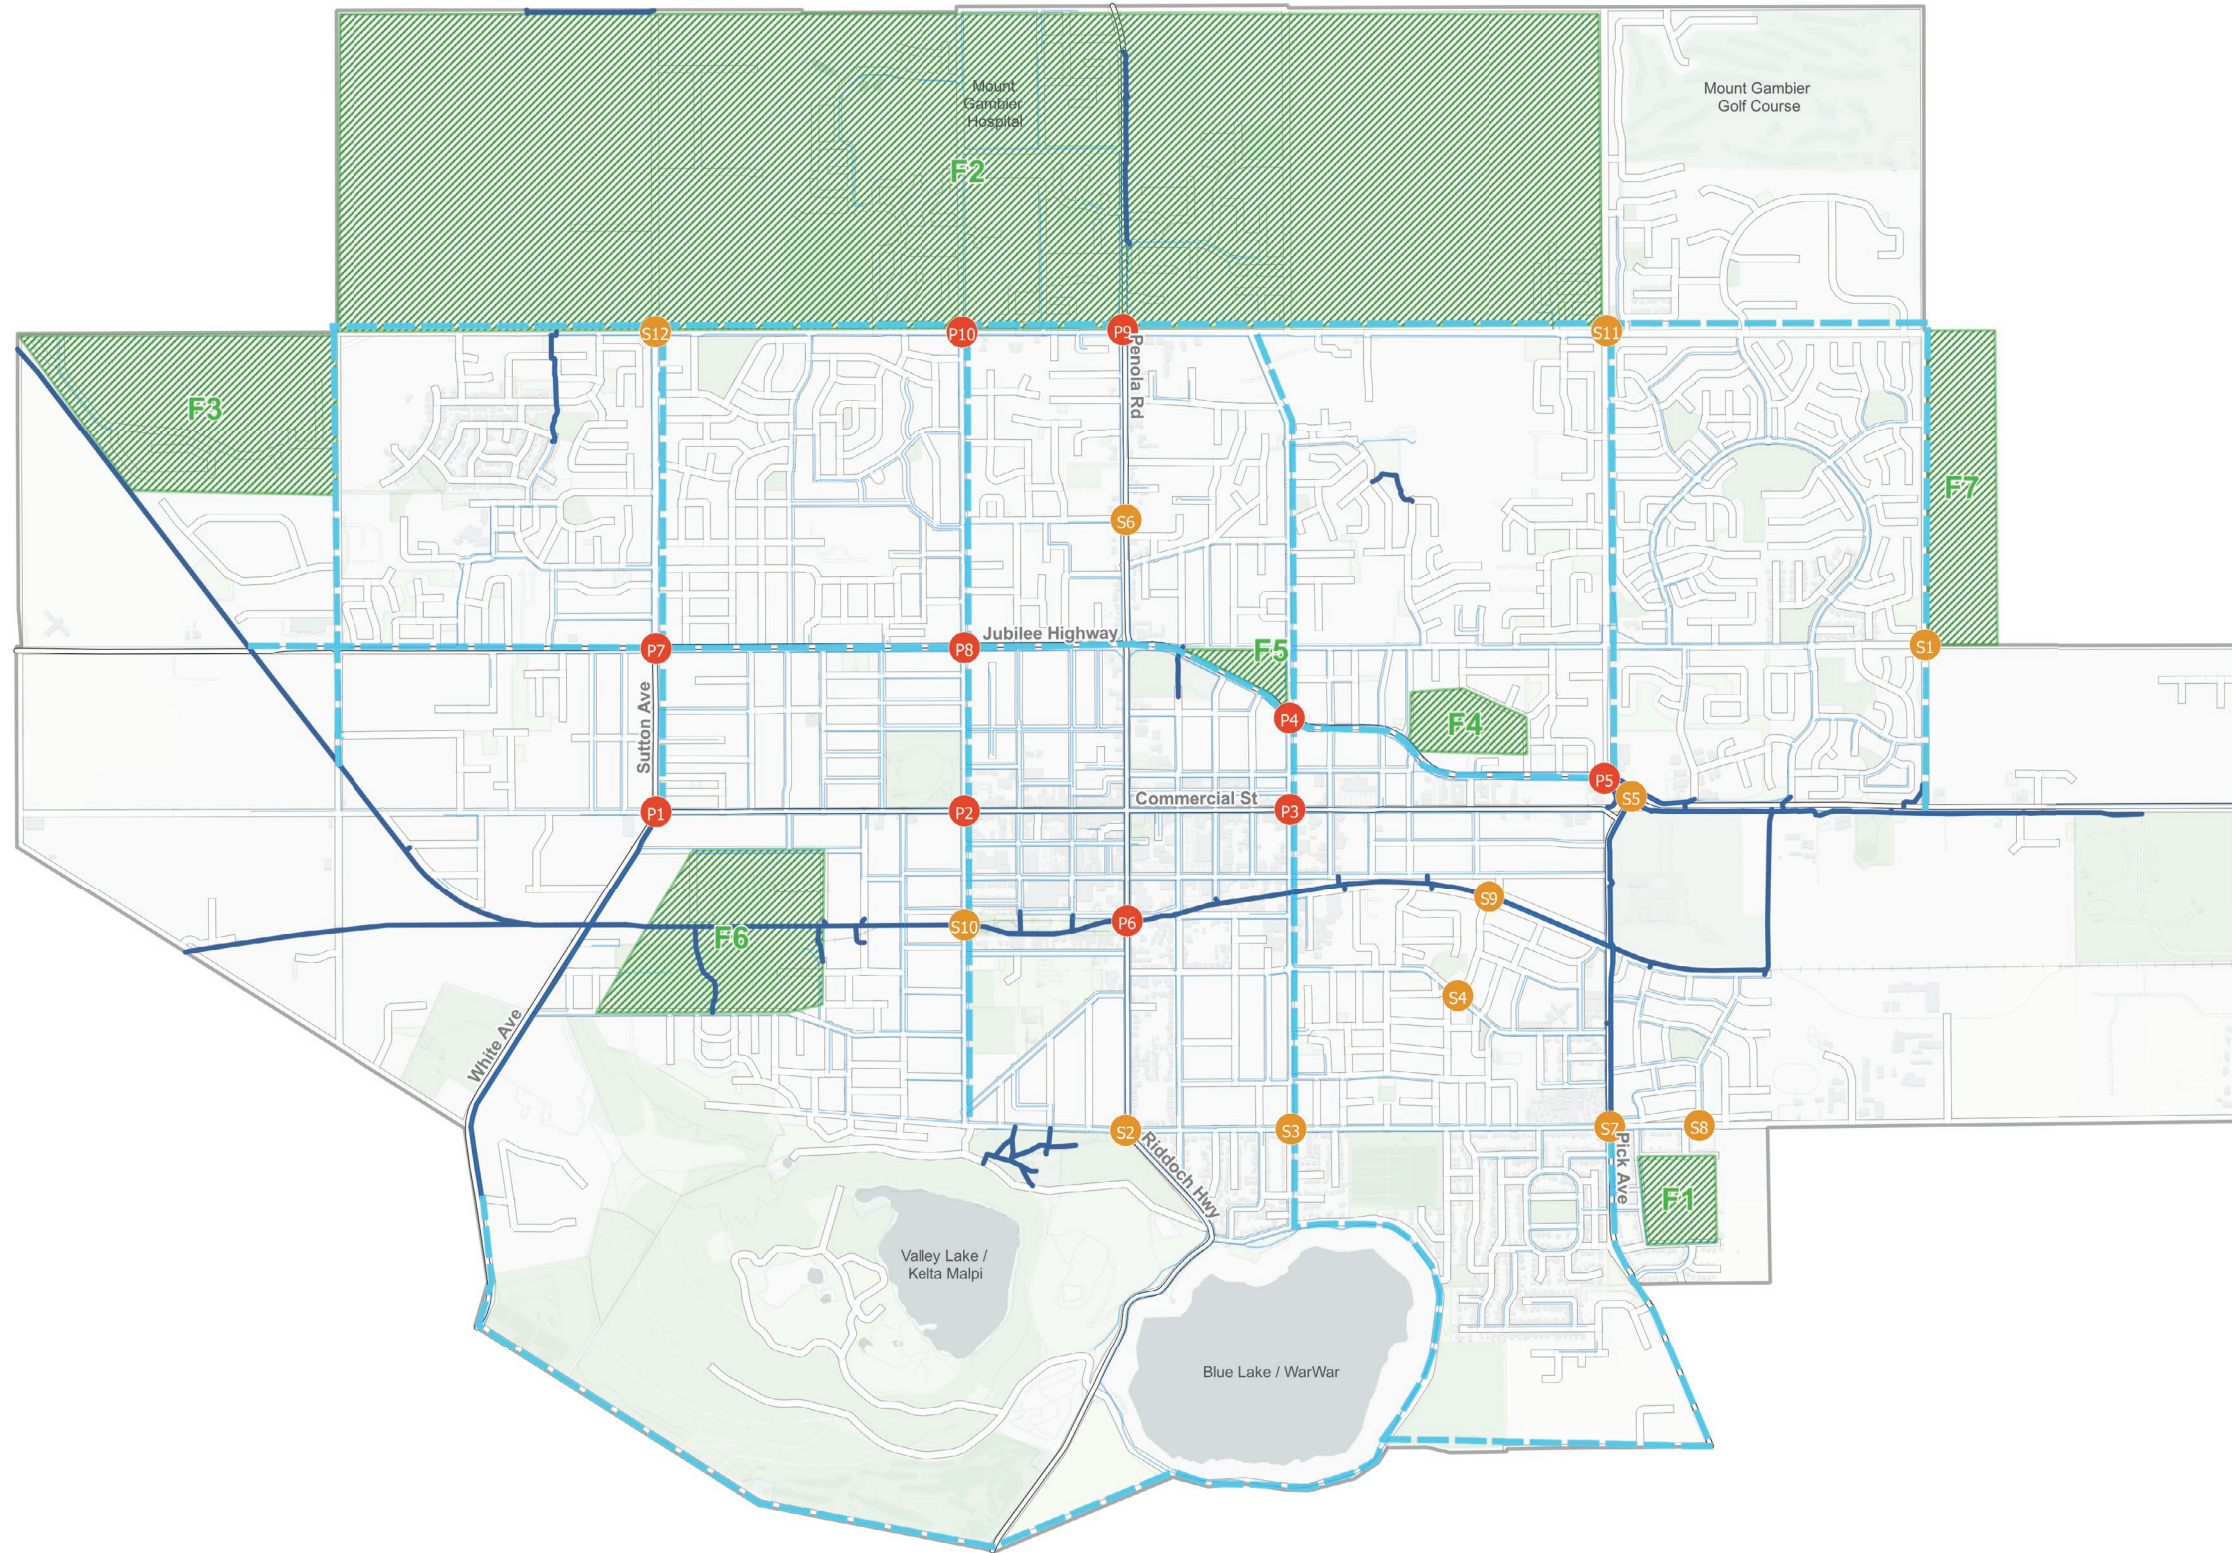 Mount
Gambier
Hospital
Mount Gambier
Golf Course
F2
S12
P10
P9
S11
Penola Rd
F3
F7
S6
Jubilee Highway
P7
P8
F5
S1
Sutton Ave
P4
F4
P5
S5
Commercial St
P1
P2
P3
S9
F6
S10
P6
S4
White Ave
S2
S3
S7
S8
Riddoch Hwy
Pick Ave
F1
Valley Lake /
Kelta Malpi
Blue Lake / WarWar